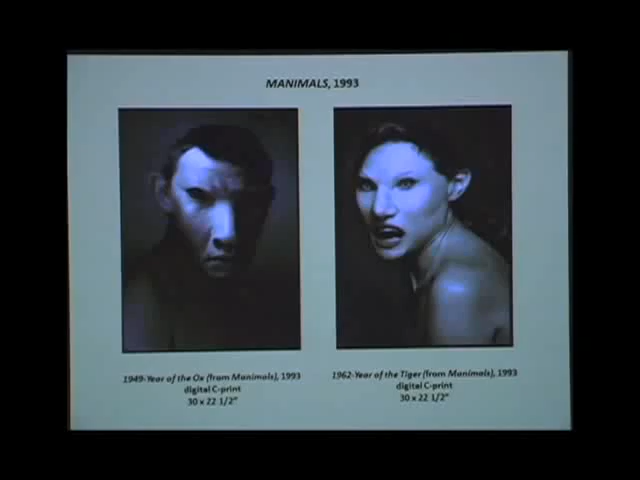 MANIMALS, 1993
1949-Year of the Ox (from Manimals), 1993
digital C-print
30 x 22 1/2"
1962-Year of the Tiger (from Manimals), 1993
digital C-print
30 x 22 1/2"